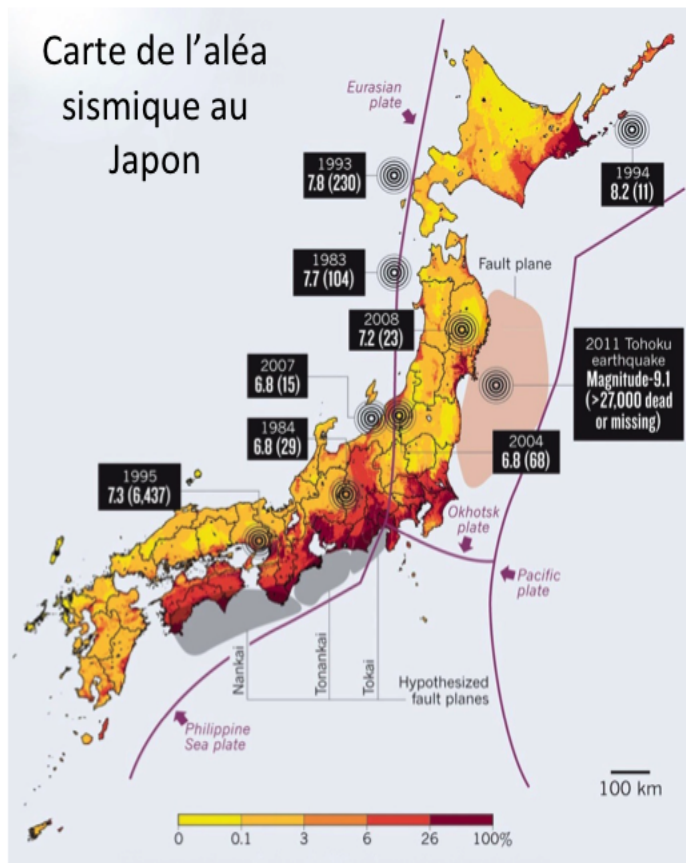 Carte de l'aléa
sismique au
Japon
Eurasian
plate
1993
7.8 (230)
1994
8.2 (11)
1983
7.7 (104)
Fault plane
2008
7.2 (23)
2011 Tohoku
earthquake
Magnitude-9.1
(>27,000 dead
or missing)
2007
6.8 (15)
1984
6.8 (29)
2004
6.8 (68)
1995
7.3 (6,437)
Okhotsk
plate
Pacific
plate
Nankai
Tonankai
Tokai
Hypothesized
fault planes
Philippine
Sea plate
100 km
0 0.1 3 6 26 100%